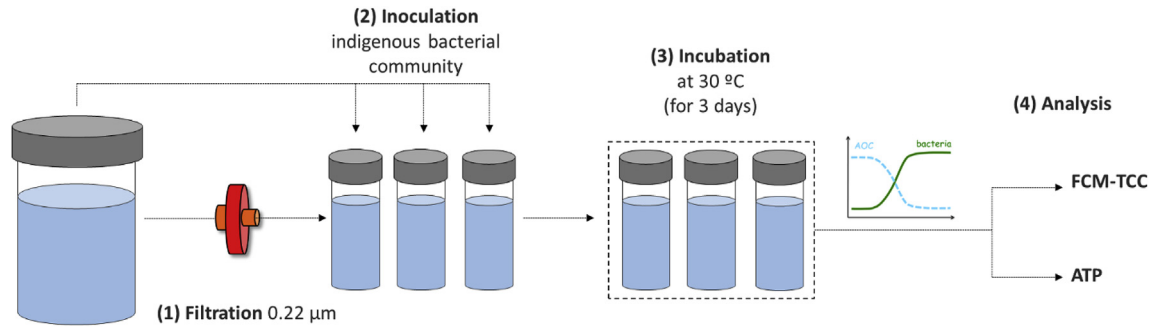 (2) Inoculation
indigenous bacterial
community
(3) Incubation
at 30 ºC
(for 3 days)
(4) Analysis
AOC
bacteria
FCM-TCC
ATP
(1) Filtration 0.22 µm